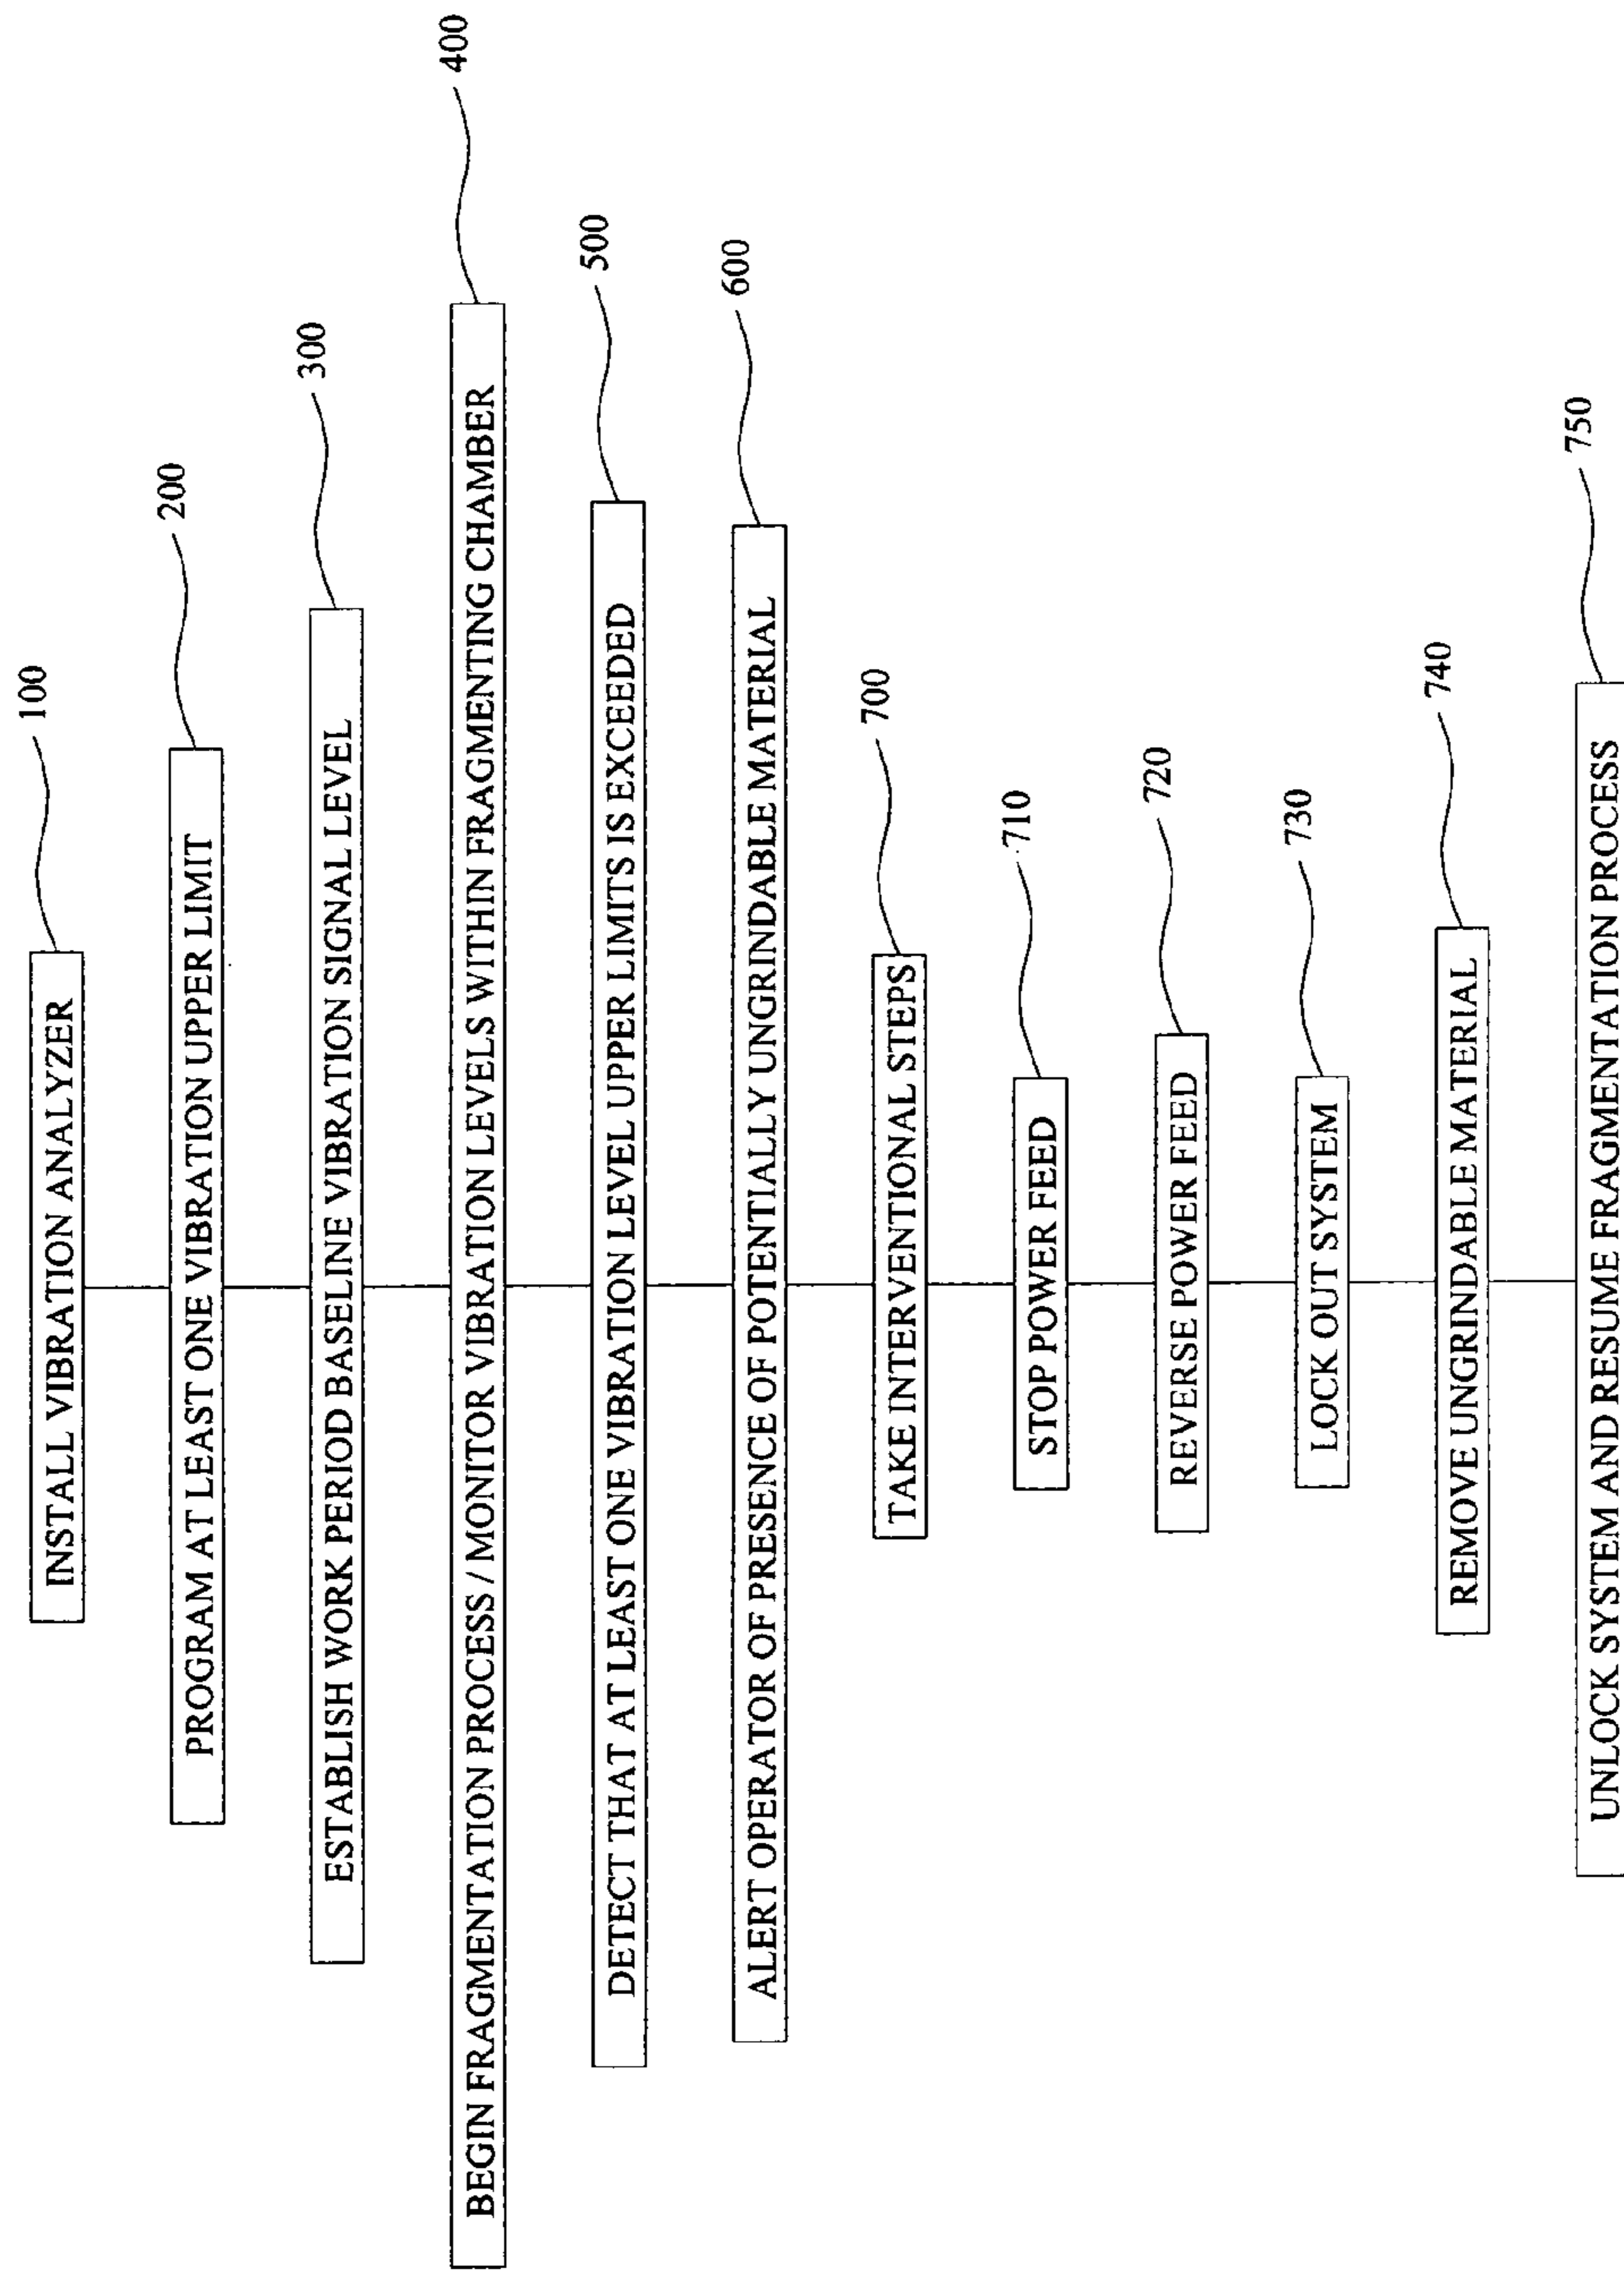 INSTALL VIBRATION ANALYZER 100
PROGRAM AT LEAST ONE VIBRATION UPPER LIMIT 200
ESTABLISH WORK PERIOD BASELINE VIBRATION SIGNAL LEVEL 300
BEGIN FRAGMENTATION PROCESS / MONITOR VIBRATION LEVELS WITHIN FRAGMENTING CHAMBER 400
DETECT THAT AT LEAST ONE VIBRATION LEVEL UPPER LIMITS IS EXCEEDED 500
ALERT OPERATOR OF PRESENCE OF POTENTIALLY UNGRINDABLE MATERIAL 600
TAKE INTERVENTIONAL STEPS 700
STOP POWER FEED 710
REVERSE POWER FEED 720
LOCK OUT SYSTEM 730
REMOVE UNGRINDABLE MATERIAL 740
UNLOCK SYSTEM AND RESUME FRAGMENTATION PROCESS 750